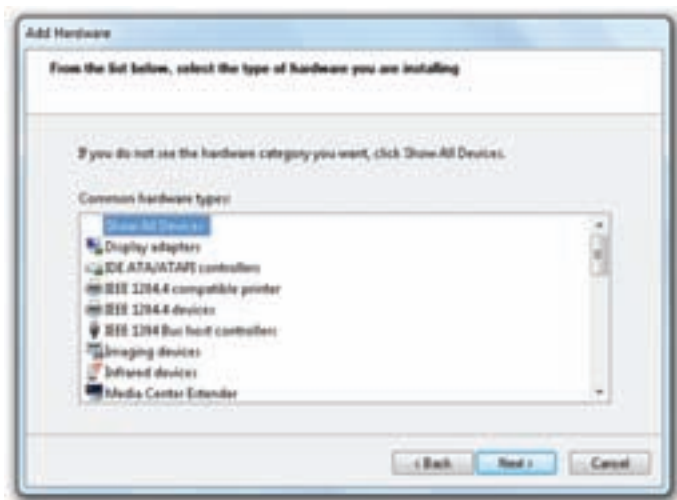 Add Hardware
From the list below, select the type of hardware you are installing
If you do not see the hardware category you want, click Show All Devices.
Common hardware types:
Show All Devices
Display adapters
IDE ATA/ATAPI controllers
IEEE 1284.4 compatible printer
IEEE 1284.4 devices
IEEE 1394 Bus host controllers
Imaging devices
Infrared devices
Media Center Extender
< Back Next > Cancel